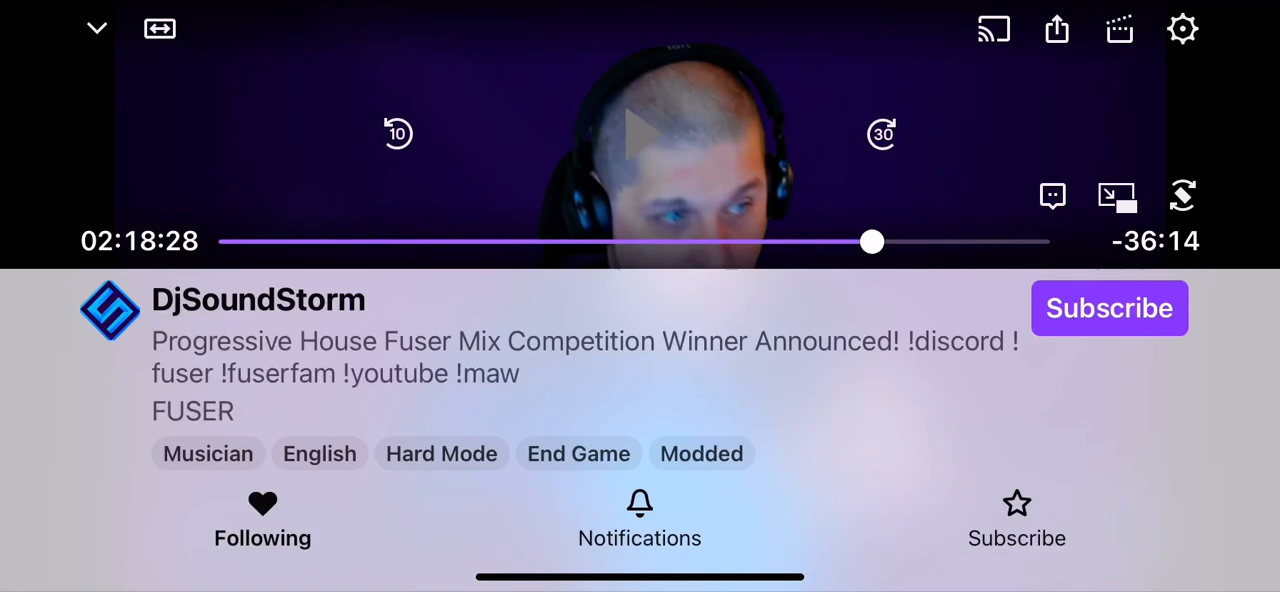 10
30
02:18:28
-36:14
DjSoundStorm
Subscribe
Progressive House Fuser Mix Competition Winner Announced! !discord !
fuser !fuserfam !youtube !maw
FUSER
Musician English Hard Mode End Game Modded
Following Notifications Subscribe